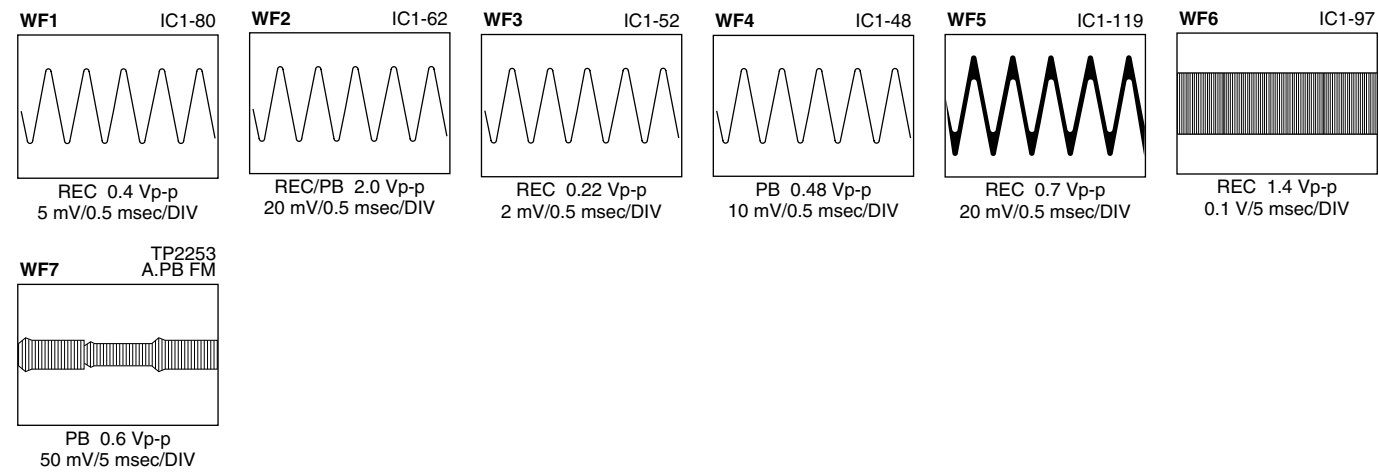 WF1 IC1-80
REC 0.4 Vp-p
5 mV/0.5 msec/DIV
WF2 IC1-62
REC/PB 2.0 Vp-p
20 mV/0.5 msec/DIV
WF3 IC1-52
REC 0.22 Vp-p
2 mV/0.5 msec/DIV
WF4 IC1-48
PB 0.48 Vp-p
10 mV/0.5 msec/DIV
WF5 IC1-119
REC 0.7 Vp-p
20 mV/0.5 msec/DIV
WF6 IC1-97
REC 1.4 Vp-p
0.1 V/5 msec/DIV
TP2253
WF7 A.PB FM
PB 0.6 Vp-p
50 mV/5 msec/DIV